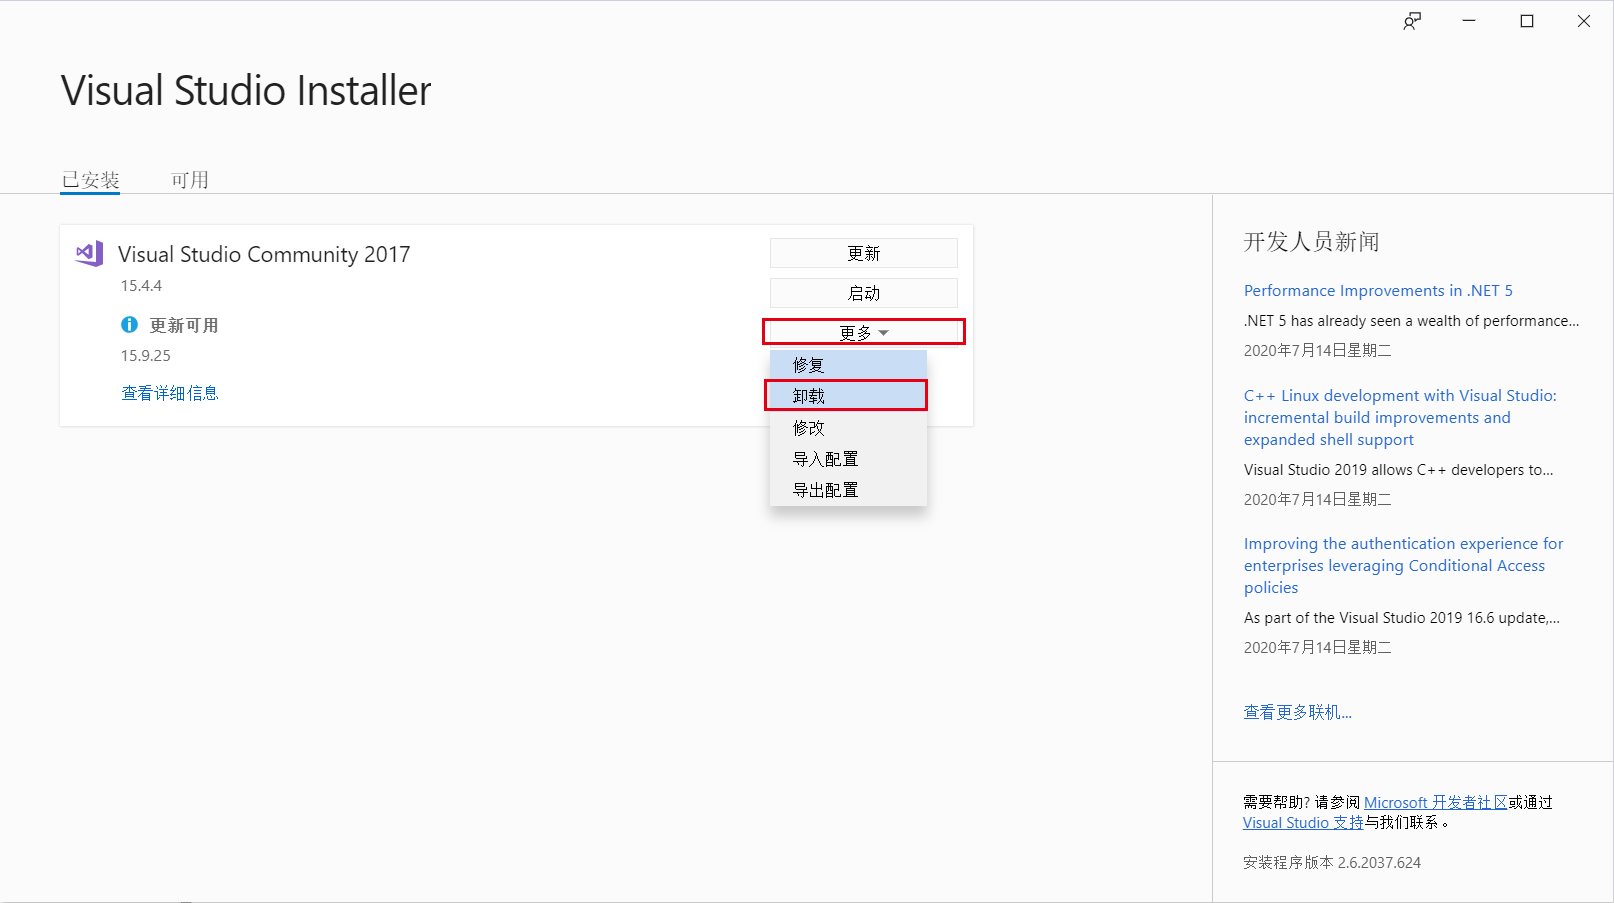 Visual Studio Installer
已安装
可用
Visual Studio Community 2017
15.4.4
更新可用
15.9.25
查看详细信息
更新
启动
更多
修复
卸载
修改
导入配置
导出配置
开发人员新闻
Performance Improvements in .NET 5
.NET 5 has already seen a wealth of performance...
2020年7月14日星期二
C++ Linux development with Visual Studio:
incremental build improvements and
expanded shell support
Visual Studio 2019 allows C++ developers to...
2020年7月14日星期二
Improving the authentication experience for
enterprises leveraging Conditional Access
policies
As part of the Visual Studio 2019 16.6 update,...
2020年7月14日星期二
查看更多联机...
需要帮助? 请参阅 Microsoft 开发者社区或通过
Visual Studio 支持与我们联系。
安装程序版本 2.6.2037.624